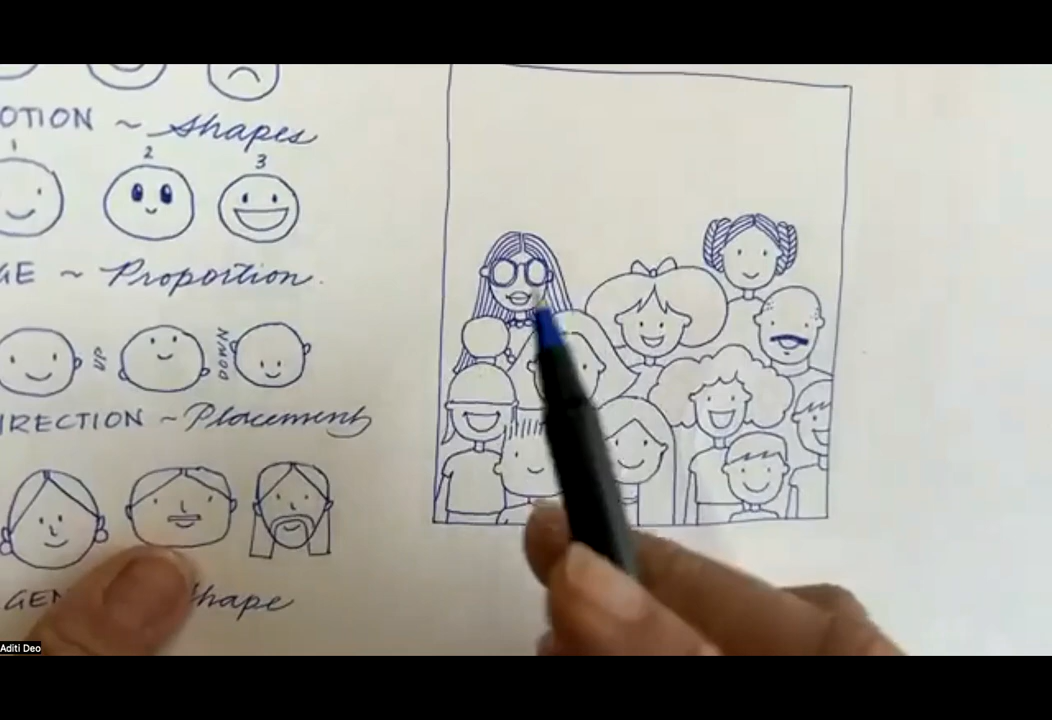 OTION ~ Shapes
1 2 3
GE ~ Proportion.
UP DOWN
IRECTION ~ Placement
GEN hape
Aditi Deo